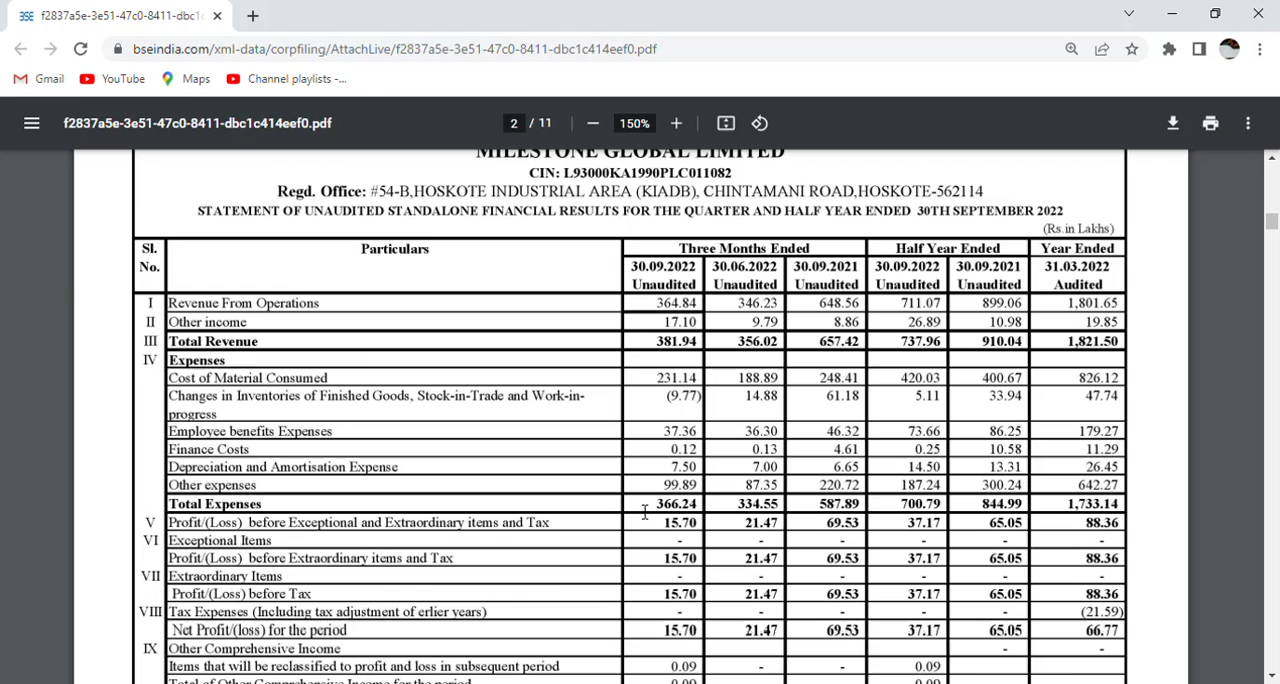 f2837a5e-3e51-47c0-8411-dbc1c
bseindia.com/xml-data/corpfiling/AttachLive/f2837a5e-3e51-47c0-8411-dbc1c414eef0.pdf
Gmail YouTube Maps Channel playlists -...
f2837a5e-3e51-47c0-8411-dbc1c414eef0.pdf 2 / 11 150%
MILESTONE GLOBAL LIMITED
CIN: L93000KA1990PLC011082
Regd. Office: #54-B,HOSKOTE INDUSTRIAL AREA (KIADB), CHINTAMANI ROAD,HOSKOTE-562114
STATEMENT OF UNAUDITED STANDALONE FINANCIAL RESULTS FOR THE QUARTER AND HALF YEAR ENDED 30TH SEPTEMBER 2022
(Rs.in Lakhs)
Sl. Particulars Three Months Ended Half Year Ended Year Ended
No. 30.09.2022 30.06.2022 30.09.2021 30.09.2022 30.09.2021 31.03.2022
Unaudited Unaudited Unaudited Unaudited Unaudited Audited
I Revenue From Operations 364.84 346.23 648.56 711.07 899.06 1,801.65
II Other income 17.10 9.79 8.86 26.89 10.98 19.85
III Total Revenue 381.94 356.02 657.42 737.96 910.04 1,821.50
IV Expenses
Cost of Material Consumed 231.14 188.89 248.41 420.03 400.67 826.12
Changes in Inventories of Finished Goods, Stock-in-Trade and Work-in- (9.77) 14.88 61.18 5.11 33.94 47.74
progress
Employee benefits Expenses 37.36 36.30 46.32 73.66 86.25 179.27
Finance Costs 0.12 0.13 4.61 0.25 10.58 11.29
Depreciation and Amortisation Expense 7.50 7.00 6.65 14.50 13.31 26.45
Other expenses 99.89 87.35 220.72 187.24 300.24 642.27
Total Expenses 366.24 334.55 587.89 700.79 844.99 1,733.14
V Profit/(Loss) before Exceptional and Extraordinary items and Tax 15.70 21.47 69.53 37.17 65.05 88.36
VI Exceptional Items - - - - - -
Profit/(Loss) before Extraordinary items and Tax 15.70 21.47 69.53 37.17 65.05 88.36
VII Extraordinary Items - - - - - -
Profit/(Loss) before Tax 15.70 21.47 69.53 37.17 65.05 88.36
VIII Tax Expenses (Including tax adjustment of erlier years) - - - - - (21.59)
Net Profit/(loss) for the period 15.70 21.47 69.53 37.17 65.05 66.77
IX Other Comprehensive Income - -
Items that will be reclassified to profit and loss in subsequent period 0.09 - - 0.09
Total of Other Comprehensive Income for the period 0.09 0.09